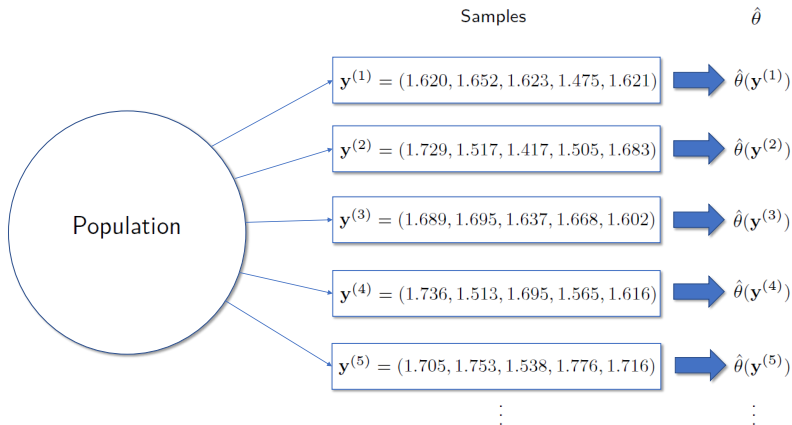 Samples θ̂
y⁽¹⁾ = (1.620, 1.652, 1.623, 1.475, 1.621) θ̂(y⁽¹⁾)
y⁽²⁾ = (1.729, 1.517, 1.417, 1.505, 1.683) θ̂(y⁽²⁾)
Population
y⁽³⁾ = (1.689, 1.695, 1.637, 1.668, 1.602) θ̂(y⁽³⁾)
y⁽⁴⁾ = (1.736, 1.513, 1.695, 1.565, 1.616) θ̂(y⁽⁴⁾)
y⁽⁵⁾ = (1.705, 1.753, 1.538, 1.776, 1.716) θ̂(y⁽⁵⁾)
⋮ ⋮